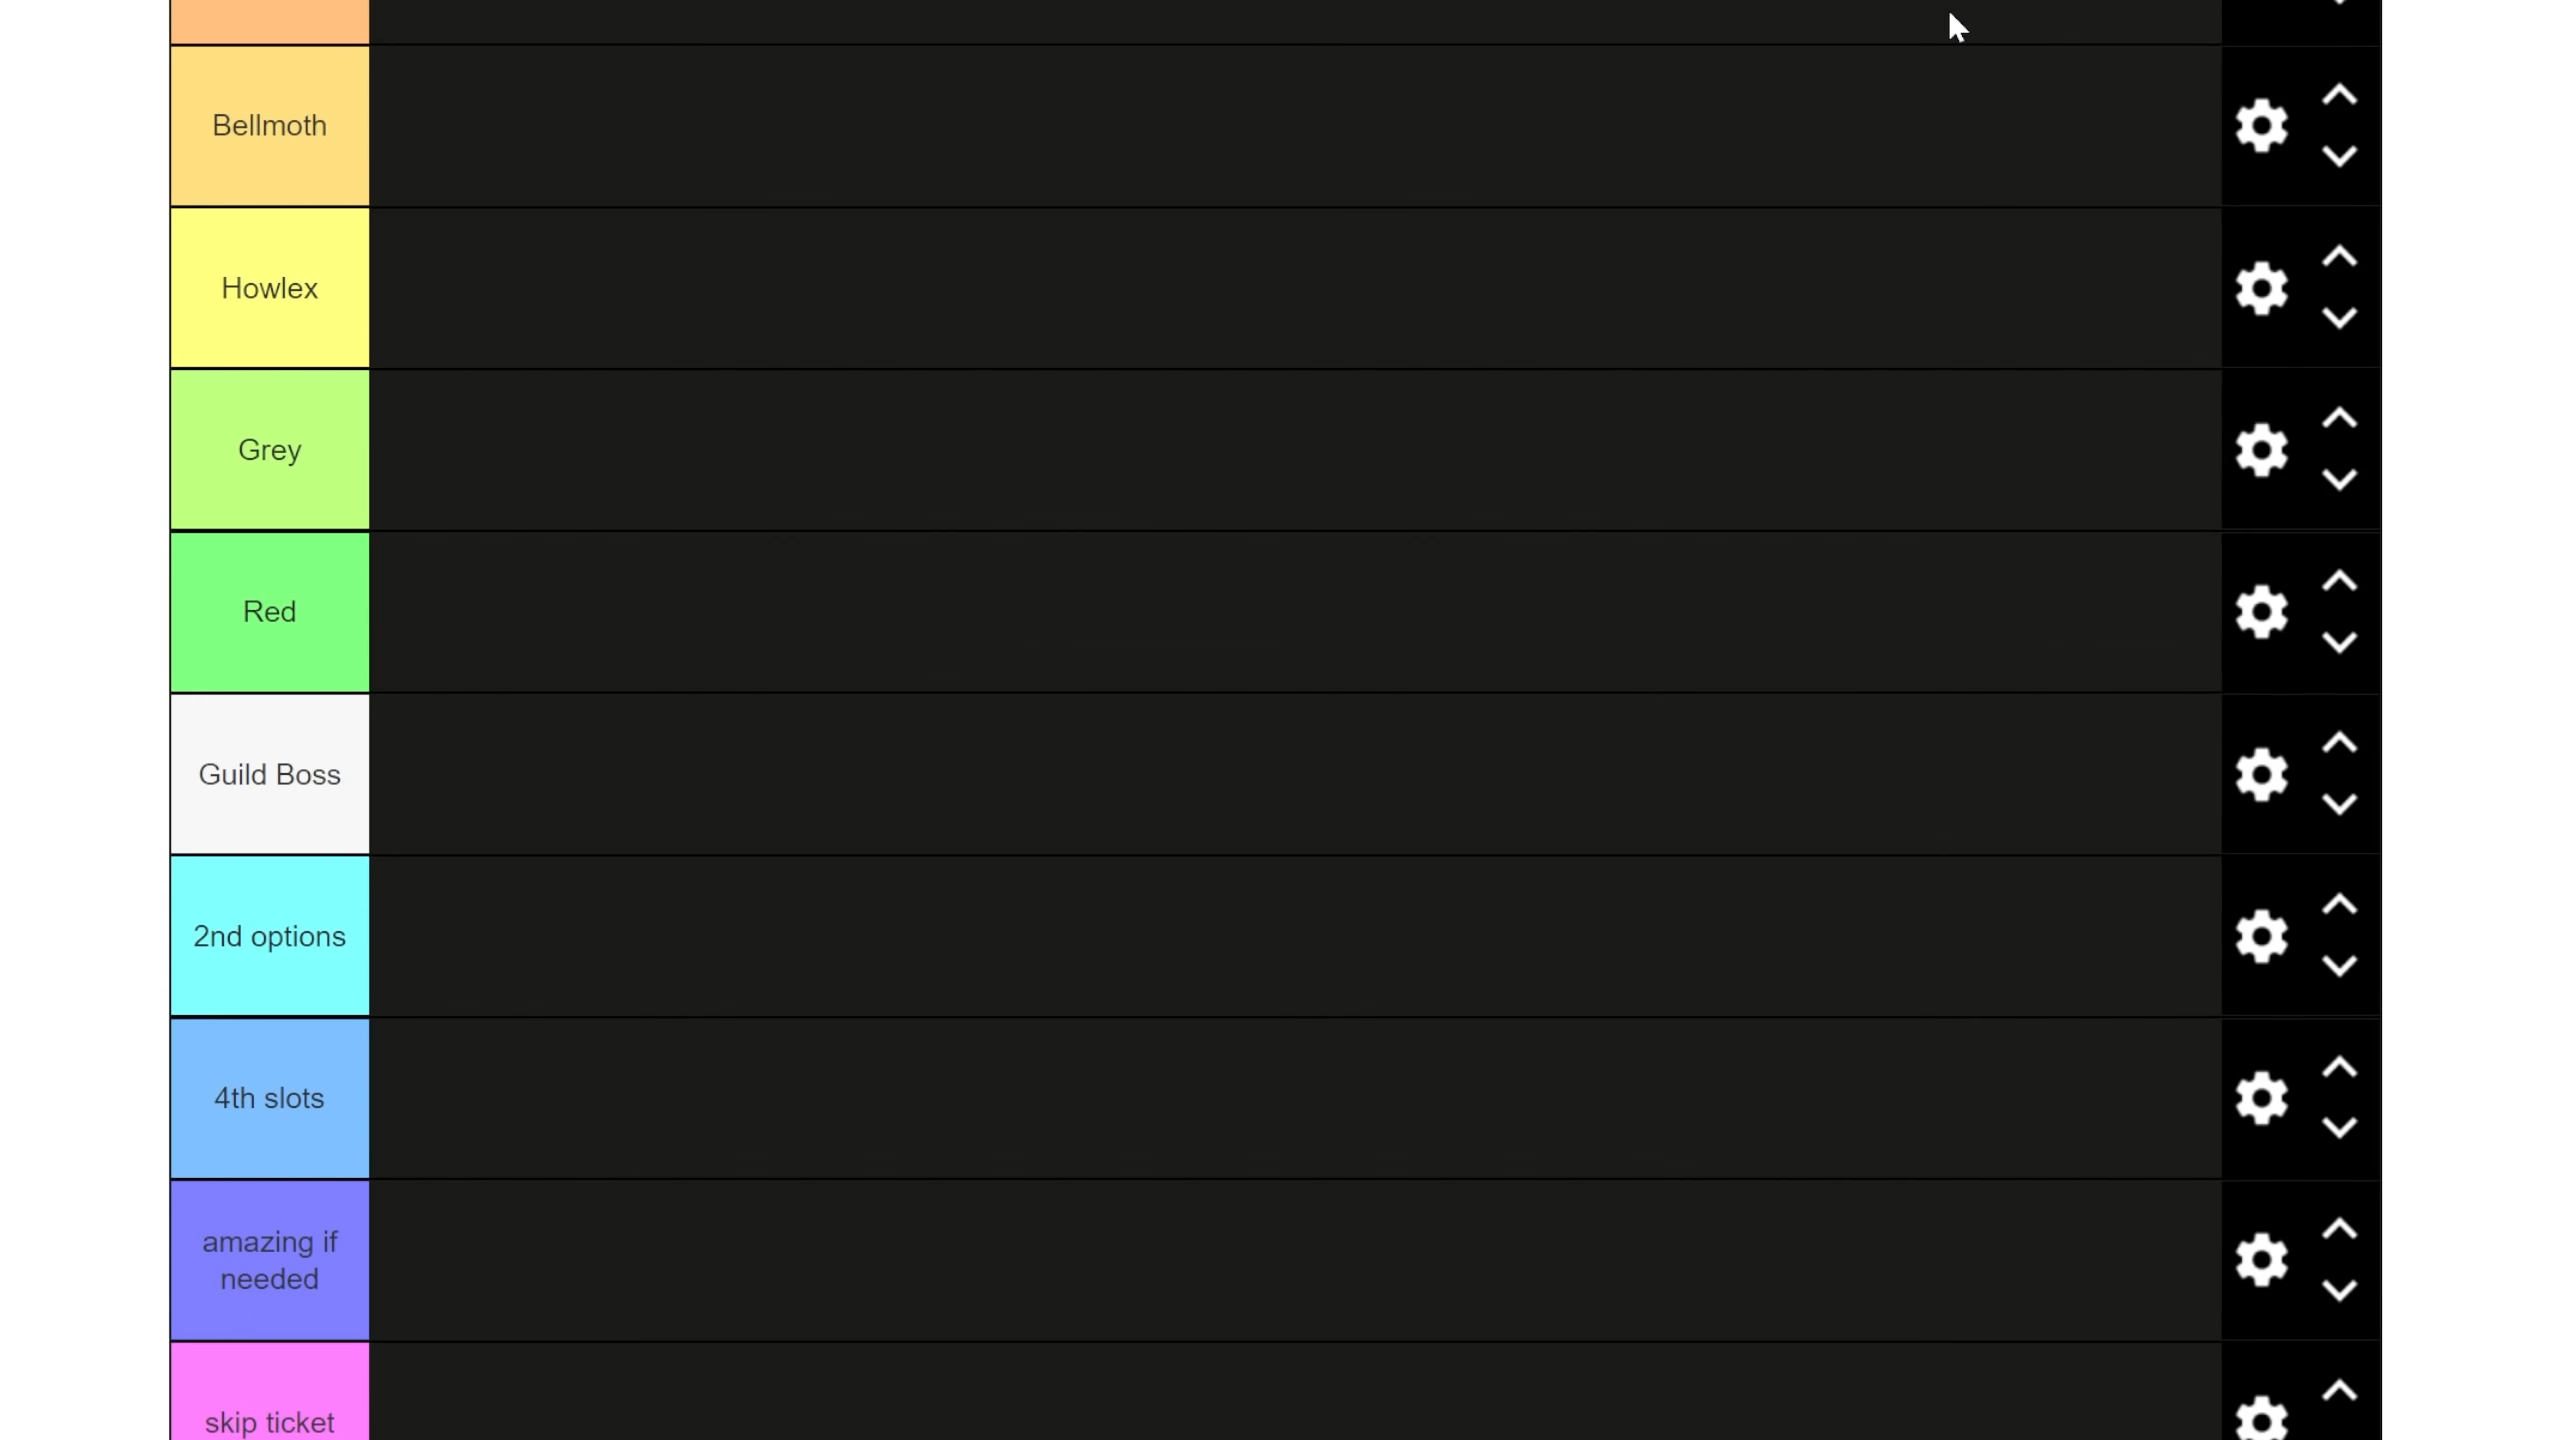 Bellmoth
Howlex
Grey
Red
Guild Boss
2nd options
4th slots
amazing if
needed
skip ticket